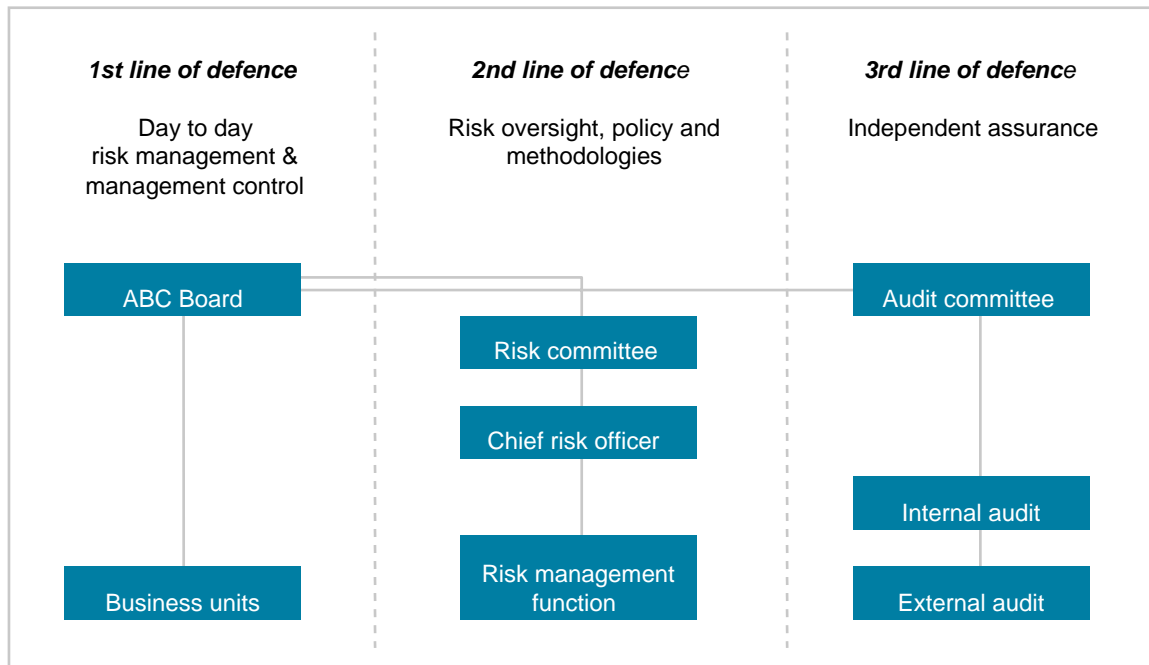 1st line of defence
Day to day
risk management &
management control
ABC Board
Business units
2nd line of defence
Risk oversight, policy and
methodologies
Risk committee
Chief risk officer
Risk management
function
3rd line of defence
Independent assurance
Audit committee
Internal audit
External audit